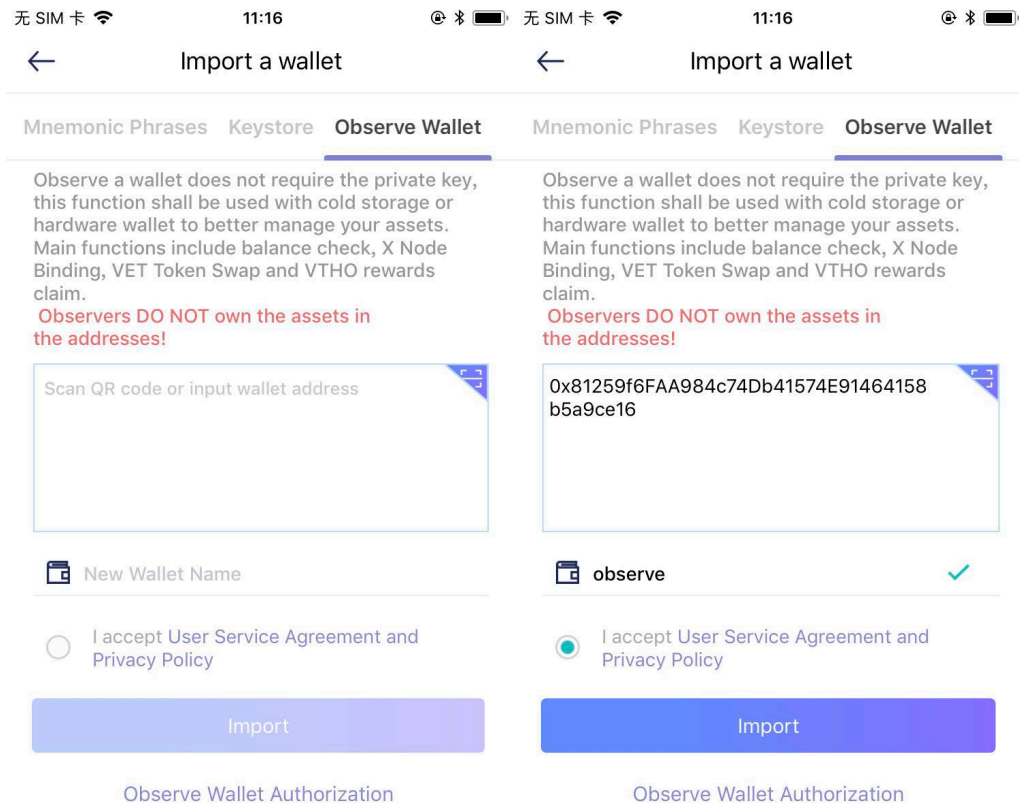 无 SIM 卡 11:16
Import a wallet
Mnemonic Phrases Keystore Observe Wallet
Observe a wallet does not require the private key,
this function shall be used with cold storage or
hardware wallet to better manage your assets.
Main functions include balance check, X Node
Binding, VET Token Swap and VTHO rewards
claim.
Observers DO NOT own the assets in
the addresses!
Scan QR code or input wallet address
New Wallet Name
I accept User Service Agreement and
Privacy Policy
Import
Observe Wallet Authorization
无 SIM 卡 11:16
Import a wallet
Mnemonic Phrases Keystore Observe Wallet
Observe a wallet does not require the private key,
this function shall be used with cold storage or
hardware wallet to better manage your assets.
Main functions include balance check, X Node
Binding, VET Token Swap and VTHO rewards
claim.
Observers DO NOT own the assets in
the addresses!
0x81259f6FAA984c74Db41574E91464158
b5a9ce16
observe
I accept User Service Agreement and
Privacy Policy
Import
Observe Wallet Authorization